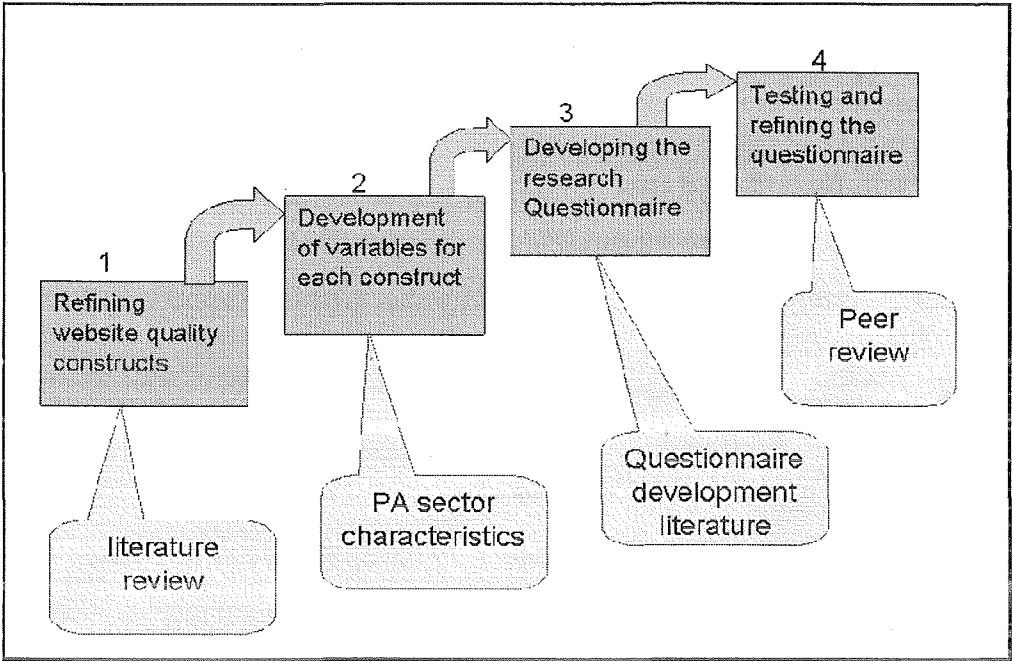 1
Refining
website quality
constructs
literature
review
2
Development
of variables for
each construct
PA sector
characteristics
3
Developing the
research
Questionnaire
Questionnaire
development
literature
4
Testing and
refining the
questionnaire
Peer
review